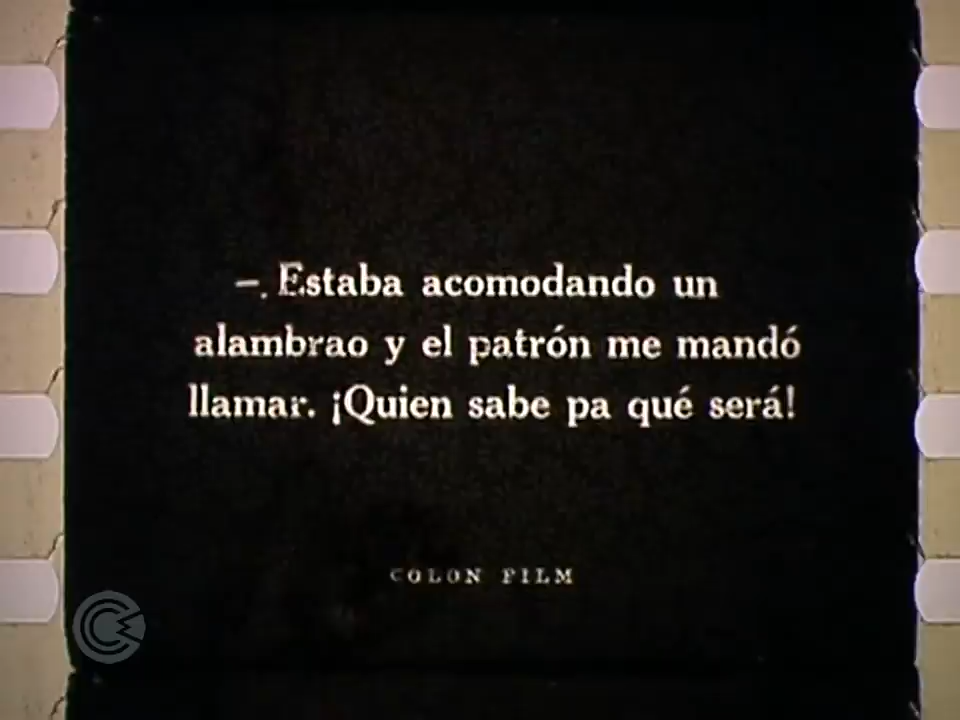 –. Estaba acomodando un
alambrao y el patrón me mandó
llamar. ¡Quien sabe pa qué será!
COLON FILM